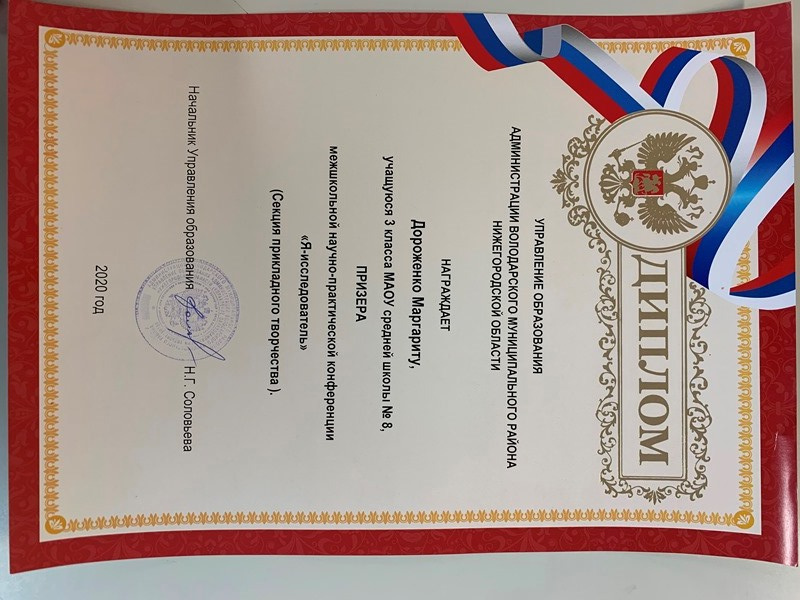 ДИПЛОМ
УПРАВЛЕНИЕ ОБРАЗОВАНИЯ
АДМИНИСТРАЦИИ ВОЛОДАРСКОГО МУНИЦИПАЛЬНОГО РАЙОНА
НИЖЕГОРОДСКОЙ ОБЛАСТИ
НАГРАЖДАЕТ
Дороженко Маргариту,
учащуюся 3 класса МАОУ средней школы № 8,
ПРИЗЕРА
межшкольной научно-практической конференции
«Я-исследователь»
(Секция прикладного творчества ).
Начальник Управления образования Н.Г. Соловьева
2020 год